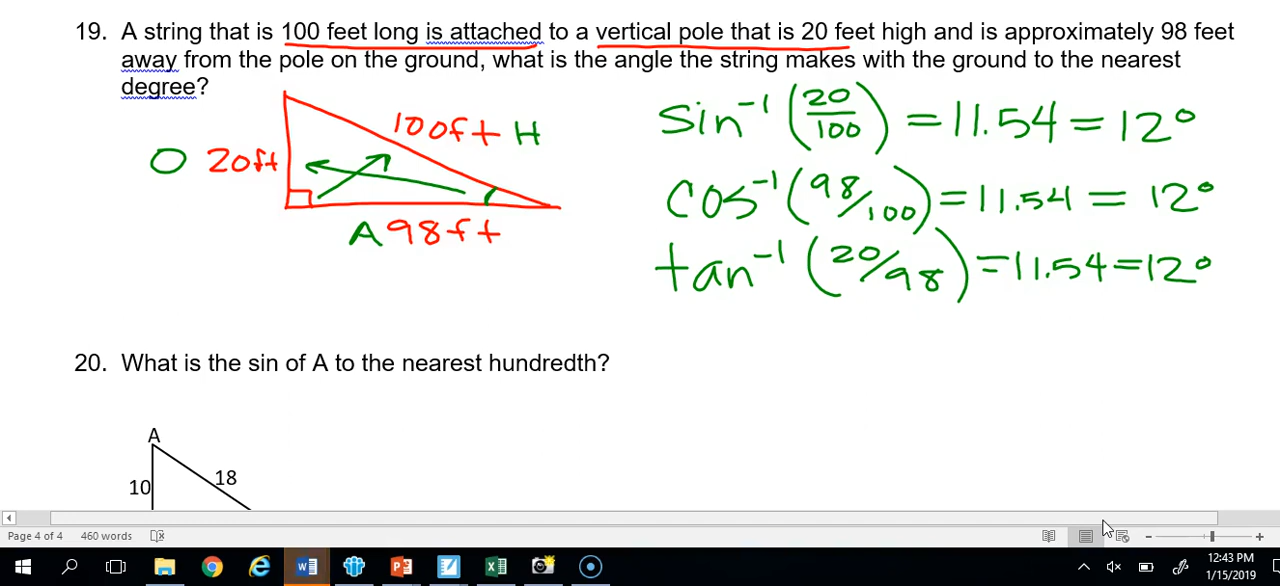 19. A string that is 100 feet long is attached to a vertical pole that is 20 feet high and is approximately 98 feet
away from the pole on the ground, what is the angle the string makes with the ground to the nearest
degree?
sin⁻¹ (20/100) = 11.54 = 12°
100ft H
O 20ft
cos⁻¹ (98/100) = 11.54 = 12°
A 98ft
tan⁻¹ (20/98) = 11.54 = 12°
20. What is the sin of A to the nearest hundredth?
A
18
10
Page 4 of 4 460 words
12:43 PM
1/15/2019